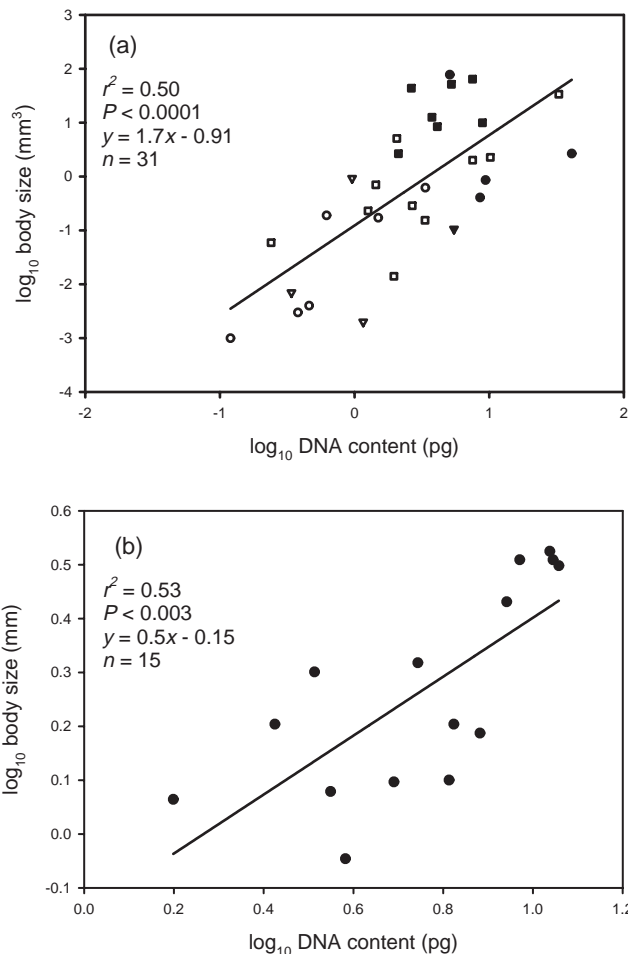 (a)
r² = 0.50
P < 0.0001
y = 1.7x - 0.91
n = 31
log₁₀ body size (mm³)
3
2
1
0
-1
-2
-3
-4
-2
-1
0
1
2
log₁₀ DNA content (pg)
(b)
r² = 0.53
P < 0.003
y = 0.5x - 0.15
n = 15
log₁₀ body size (mm)
0.6
0.5
0.4
0.3
0.2
0.1
0.0
-0.1
0.0
0.2
0.4
0.6
0.8
1.0
1.2
log₁₀ DNA content (pg)